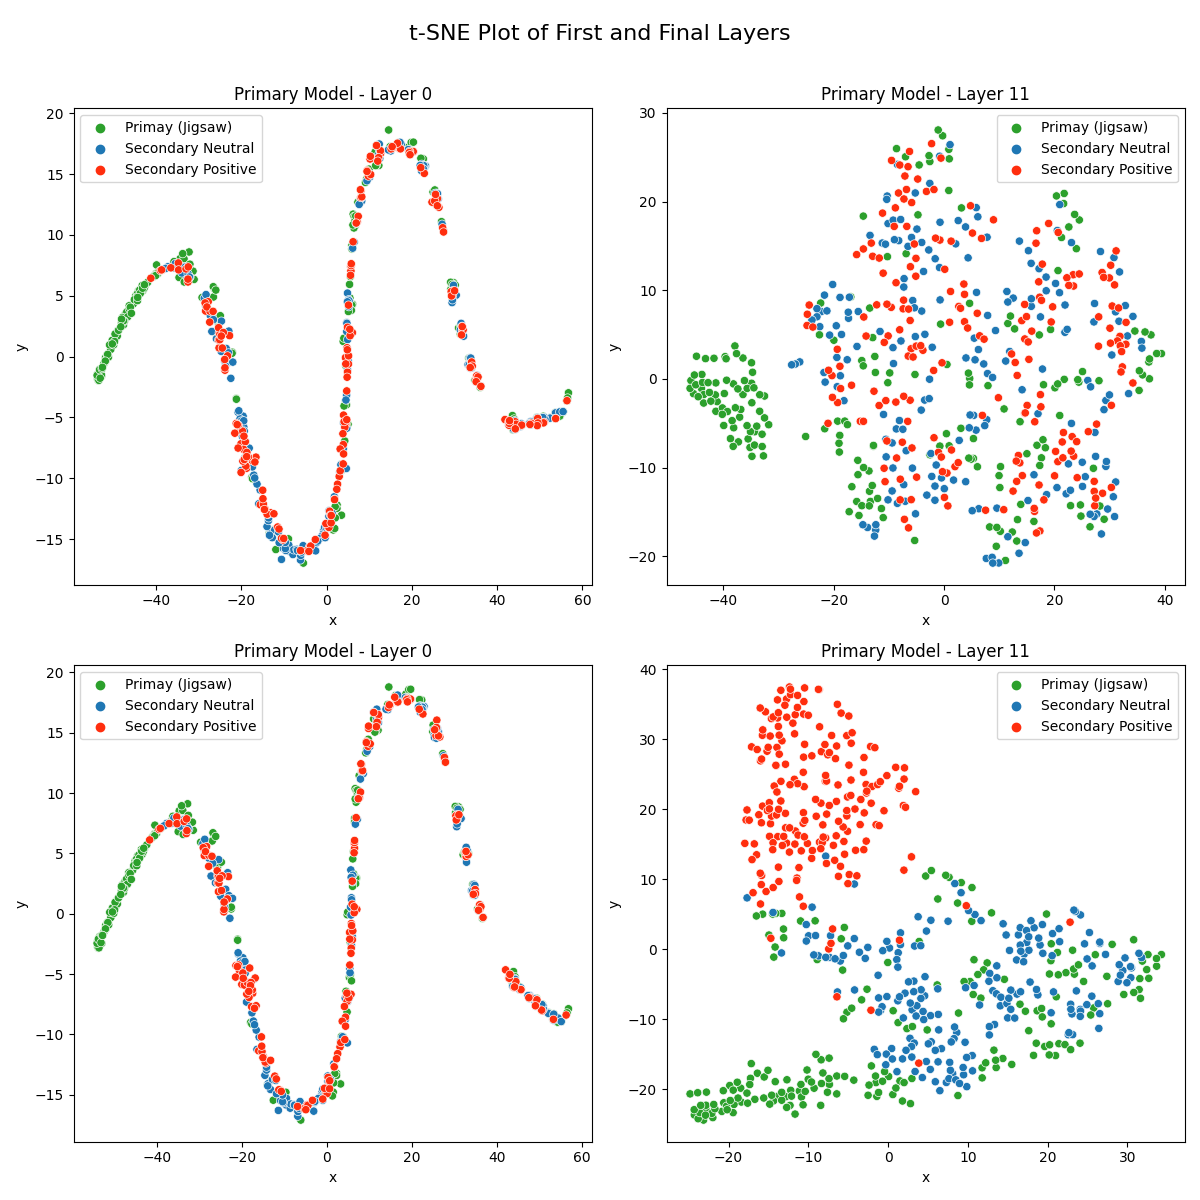 t-SNE Plot of First and Final Layers
Primary Model - Layer 0
Primay (Jigsaw)
Secondary Neutral
Secondary Positive
20
15
10
5
0
−5
−10
−15
y
−40
−20
0
20
40
60
x
Primary Model - Layer 11
Primay (Jigsaw)
Secondary Neutral
Secondary Positive
30
20
10
0
−10
−20
y
−40
−20
0
20
40
x
Primary Model - Layer 0
Primay (Jigsaw)
Secondary Neutral
Secondary Positive
20
15
10
5
0
−5
−10
−15
y
−40
−20
0
20
40
60
x
Primary Model - Layer 11
Primay (Jigsaw)
Secondary Neutral
Secondary Positive
40
30
20
10
0
−10
−20
y
−20
−10
0
10
20
30
x